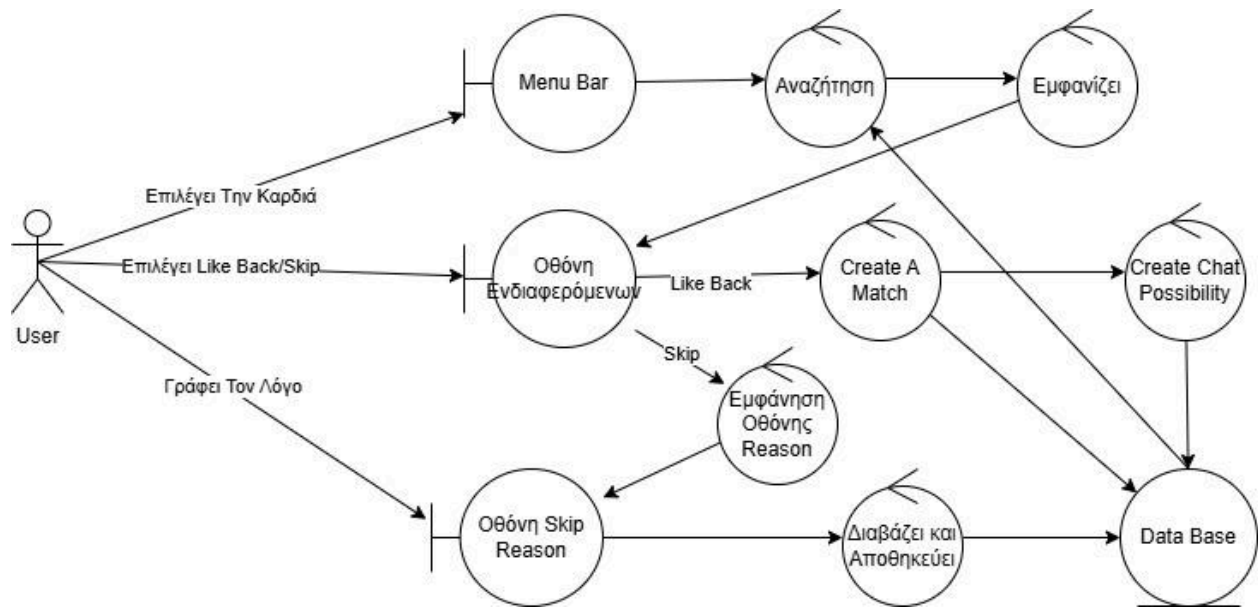 Menu Bar
Αναζήτηση
Εμφανίζει
Επιλέγει Την Καρδιά
User
Επιλέγει Like Back/Skip
Οθόνη
Ενδιαφερόμενων
Like Back
Create A
Match
Create Chat
Possibility
Skip
Εμφάνηση
Οθόνης
Reason
Γράφει Τον Λόγο
Οθόνη Skip
Reason
Διαβάζει και
Αποθηκεύει
Data Base